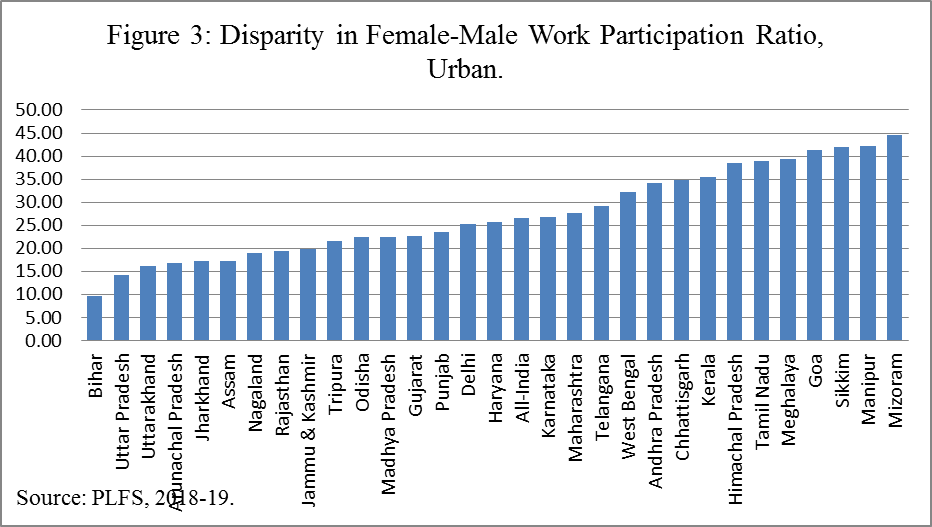 Figure 3: Disparity in Female-Male Work Participation Ratio,
Urban.
50.00
45.00
40.00
35.00
30.00
25.00
20.00
15.00
10.00
5.00
0.00
Bihar
Uttar Pradesh
Uttarakhand
Arunachal Pradesh
Jharkhand
Assam
Nagaland
Rajasthan
Jammu & Kashmir
Tripura
Odisha
Madhya Pradesh
Gujarat
Punjab
Delhi
Haryana
All-India
Karnataka
Maharashtra
Telangana
West Bengal
Andhra Pradesh
Chhattisgarh
Kerala
Himachal Pradesh
Tamil Nadu
Meghalaya
Goa
Sikkim
Manipur
Mizoram
Source: PLFS, 2018-19.